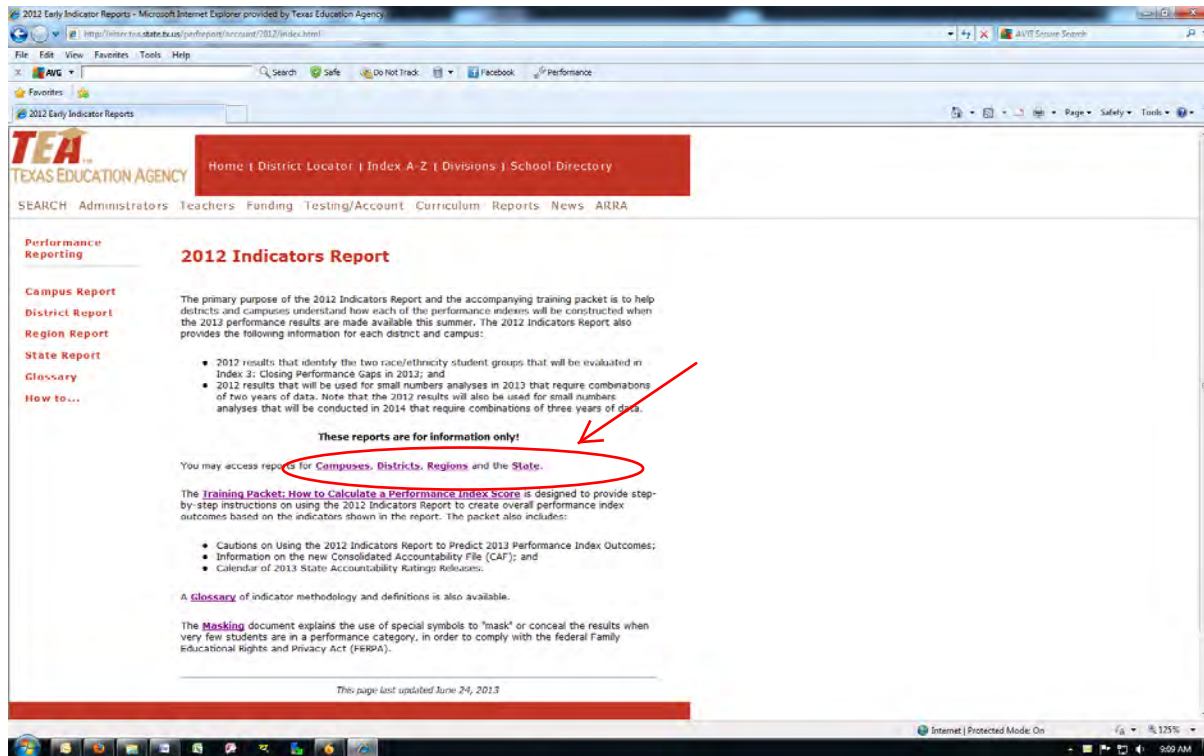 2012 Early Indicator Reports - Microsoft Internet Explorer provided by Texas Education Agency
state.tx.us/perfreport/account/2012/index.html
AVG Secure Search
File Edit View Favorites Tools Help
x AVG Search Safe Do Not Track Facebook Performance
Favorites
2012 Early Indicator Reports
Page Safety Tools
TEA
TEXAS EDUCATION AGENCY
Home | District Locator | Index A-Z | Divisions | School Directory
SEARCH Administrators Teachers Funding Testing/Account Curriculum Reports News ARRA
Performance
Reporting
Campus Report
District Report
Region Report
State Report
Glossary
How to...
2012 Indicators Report
The primary purpose of the 2012 Indicators Report and the accompanying training packet is to help
districts and campuses understand how each of the performance indexes will be constructed when
the 2013 performance results are made available this summer. The 2012 Indicators Report also
provides the following information for each district and campus:
• 2012 results that identify the two race/ethnicity student groups that will be evaluated in
Index 3: Closing Performance Gaps in 2013; and
• 2012 results that will be used for small numbers analyses in 2013 that require combinations
of two years of data. Note that the 2012 results will also be used for small numbers
analyses that will be conducted in 2014 that require combinations of three years of data.
These reports are for information only!
You may access reports for Campuses, Districts, Regions and the State.
The Training Packet: How to Calculate a Performance Index Score is designed to provide step-
by-step instructions on using the 2012 Indicators Report to create overall performance index
outcomes based on the indicators shown in the report. The packet also includes:
• Cautions on Using the 2012 Indicators Report to Predict 2013 Performance Index Outcomes;
• Information on the new Consolidated Accountability File (CAF); and
• Calendar of 2013 State Accountability Ratings Releases.
A Glossary of indicator methodology and definitions is also available.
The Masking document explains the use of special symbols to "mask" or conceal the results when
very few students are in a performance category, in order to comply with the federal Family
Educational Rights and Privacy Act (FERPA).
This page last updated June 24, 2013
Internet | Protected Mode: On
125%
9:09 AM